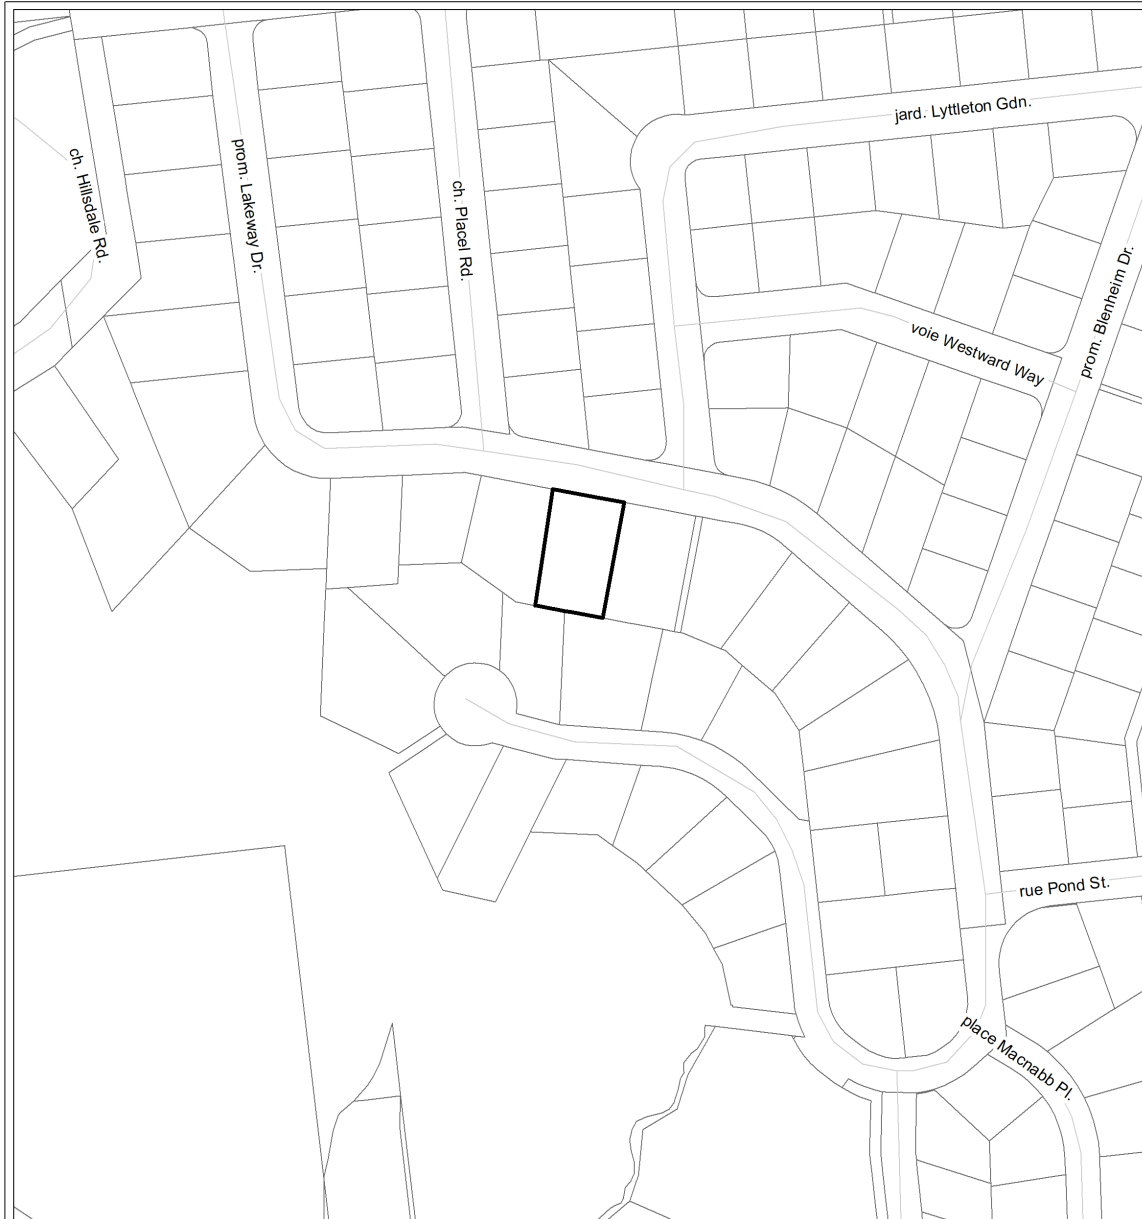 jard. Lyttleton Gdn.
ch. Hillsdale Rd.
prom. Lakeway Dr.
ch. Placel Rd.
prom. Blenheim Dr.
voie Westward Way
rue Pond St.
place Macnabb Pl.